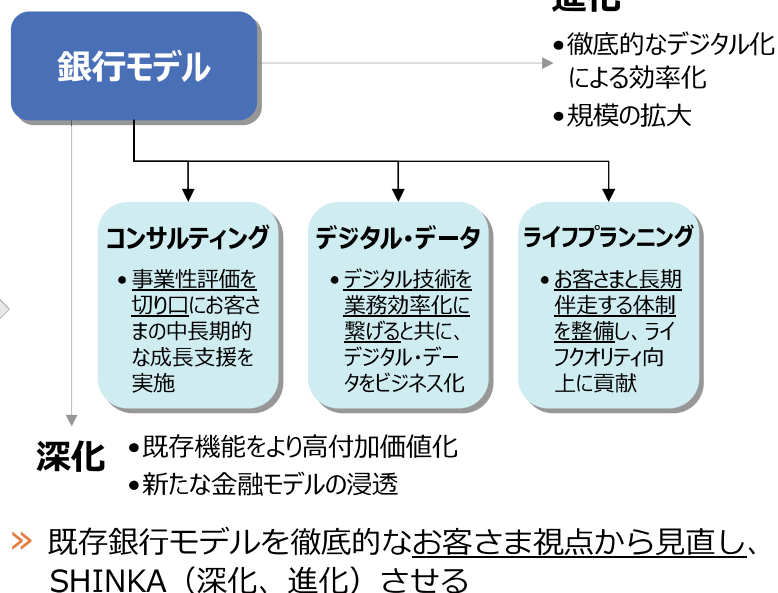 進化
•徹底的なデジタル化
による効率化
•規模の拡大
銀行モデル
コンサルティング
•事業性評価を
切り口にお客さ
まの中長期的
な成長支援を
実施
デジタル・データ
•デジタル技術を
業務効率化に
繋げると共に、
デジタル・デー
タをビジネス化
ライフプランニング
•お客さまと長期
伴走する体制
を整備し、ライ
フクオリティ向
上に貢献
深化
•既存機能をより高付加価値化
•新たな金融モデルの浸透
» 既存銀行モデルを徹底的なお客さま視点から見直し、
SHINKA（深化、進化）させる